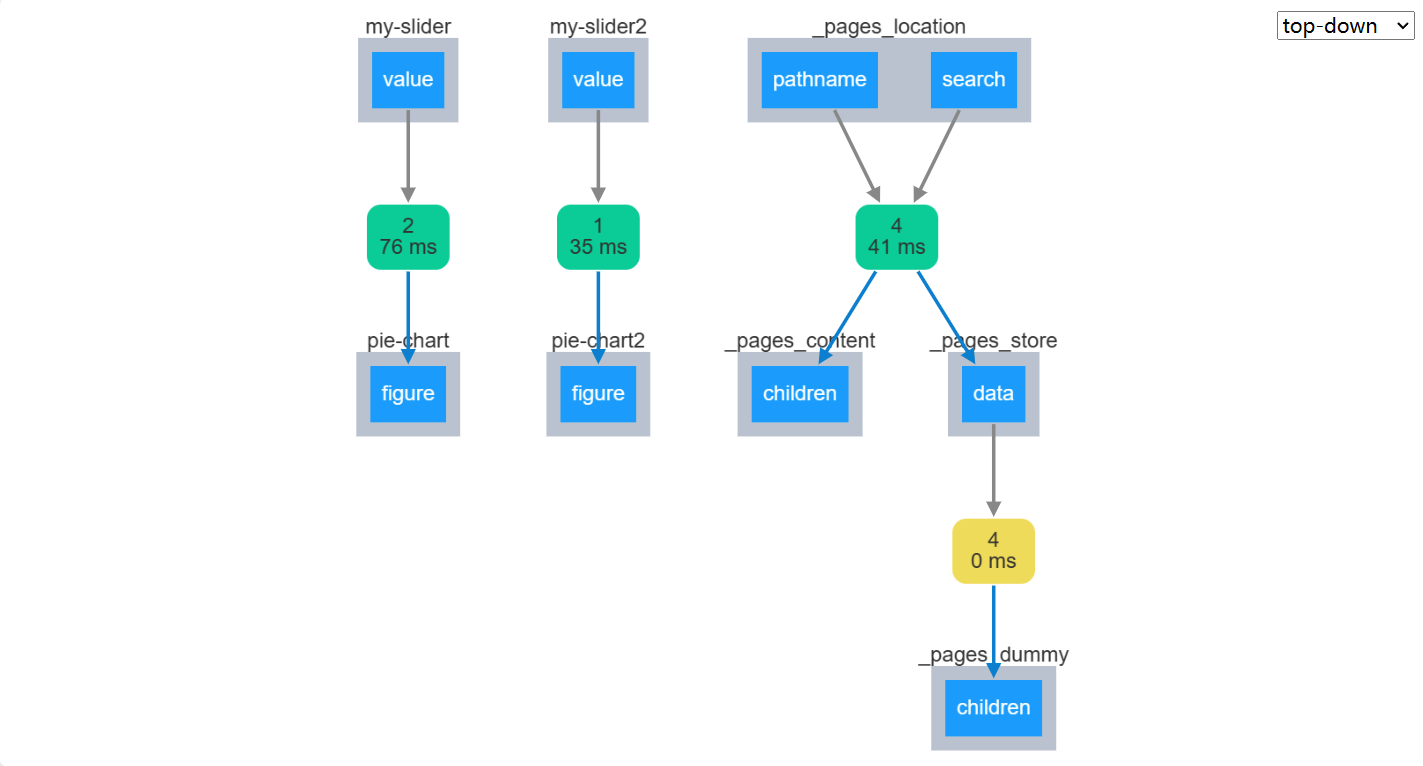 my-slider
my-slider2
_pages_location
top-down
value
value
pathname
search
2
76 ms
1
35 ms
4
41 ms
pie-chart
pie-chart2
_pages_content
_pages_store
figure
figure
children
data
4
0 ms
_pages_dummy
children